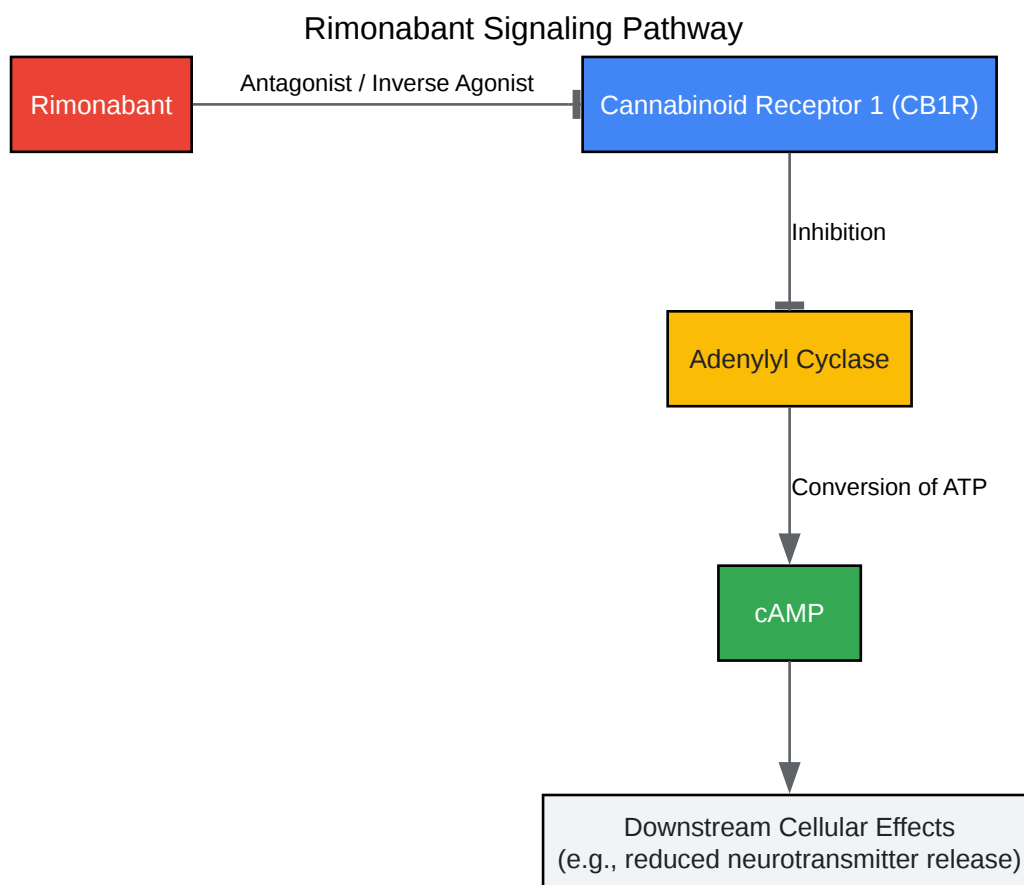 Rimonabant Signaling Pathway
Rimonabant
Antagonist / Inverse Agonist
Cannabinoid Receptor 1 (CB1R)
Inhibition
Adenylyl Cyclase
Conversion of ATP
cAMP
Downstream Cellular Effects
(e.g., reduced neurotransmitter release)